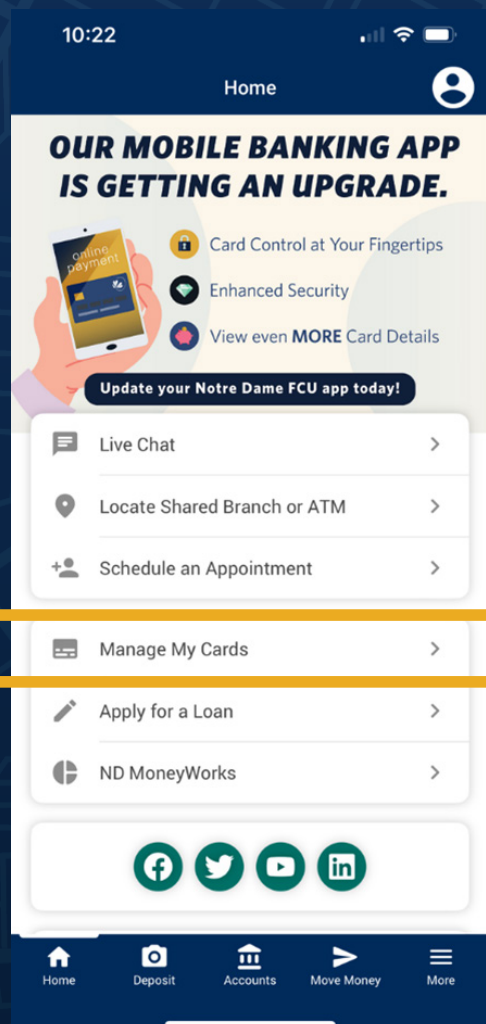 10:22
Home
OUR MOBILE BANKING APP
IS GETTING AN UPGRADE.
online
payment
Card Control at Your Fingertips
Enhanced Security
View even MORE Card Details
Update your Notre Dame FCU app today!
Live Chat
Locate Shared Branch or ATM
Schedule an Appointment
Manage My Cards
Apply for a Loan
ND MoneyWorks
Home
Deposit
Accounts
Move Money
More